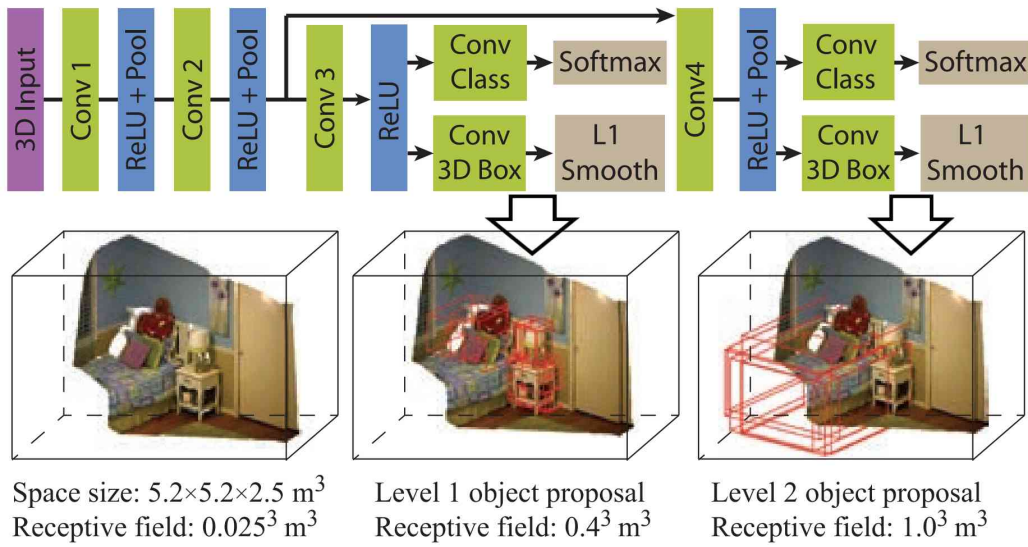 3D Input
Conv 1
ReLU + Pool
Conv 2
ReLU + Pool
Conv 3
ReLU
Conv
Class
Softmax
Conv
3D Box
L1
Smooth
Conv4
ReLU + Pool
Conv
Class
Softmax
Conv
3D Box
L1
Smooth
Space size: 5.2×5.2×2.5 m³
Receptive field: 0.025³ m³
Level 1 object proposal
Receptive field: 0.4³ m³
Level 2 object proposal
Receptive field: 1.0³ m³